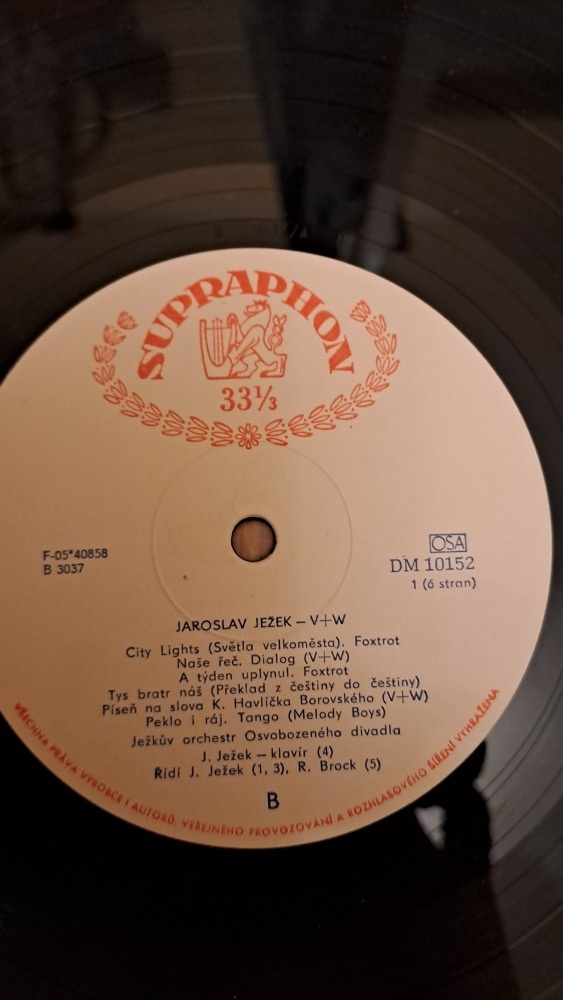 SUPRAPHON
33⅓
F-05*40858
B 3037
OSA
DM 10152
1 (6 stran)
JAROSLAV JEŽEK – V+W
City Lights (Světla velkoměsta). Foxtrot
Naše řeč. Dialog (V+W)
A týden uplynul. Foxtrot
Tys bratr náš (Překlad z češtiny do češtiny)
Píseň na slova K. Havlíčka Borovského (V+W)
Peklo i ráj. Tango (Melody Boys)
Ježkův orchestr Osvobozeného divadla
J. Ježek – klavír (4)
Řídí J. Ježek (1, 3), R. Brock (5)
B
VŠECHNA PRÁVA VÝROBCE I AUTORŮ, VEŘEJNÉHO PROVOZOVÁNÍ A ROZHLASOVÉHO ŠÍŘENÍ VYHRAŽENA